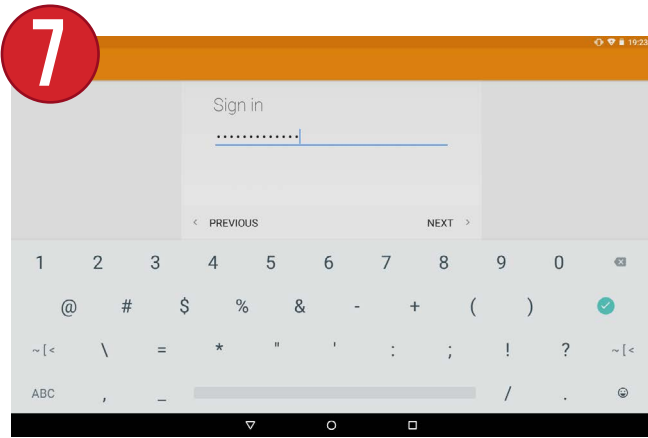 7
19:23
Sign in
•••••••••••••
< PREVIOUS NEXT >
1 2 3 4 5 6 7 8 9 0
@ # $ % & - + ( )
~ [ < \ = * " ' : ; ! ? ~ [ <
ABC , _ / .